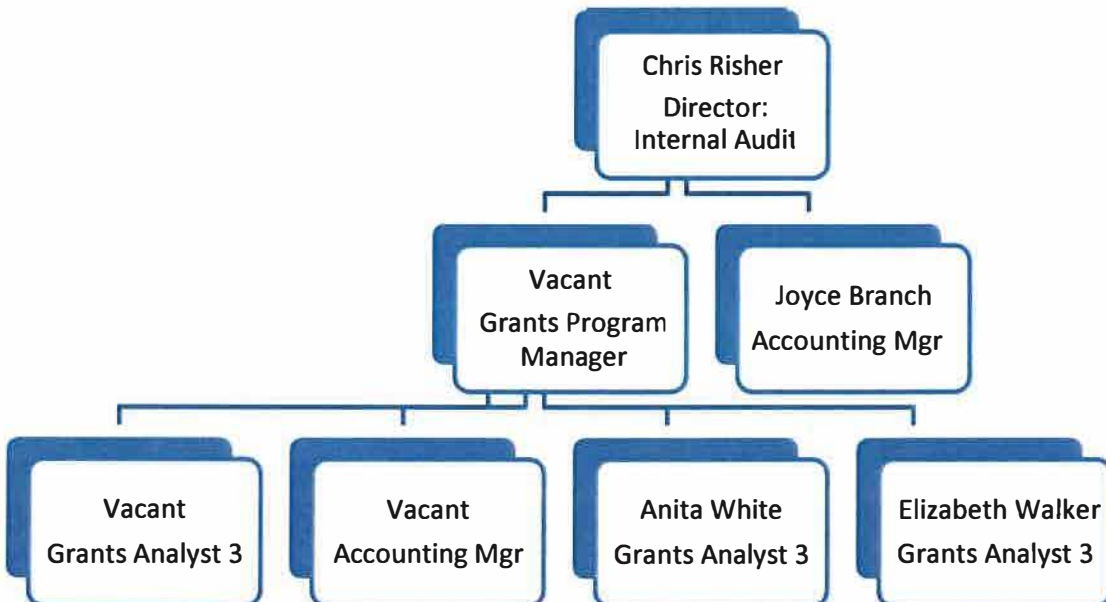 Chris Risher
Director:
Internal Audit
Vacant
Grants Program
Manager
Joyce Branch
Accounting Mgr
Vacant
Grants Analyst 3
Vacant
Accounting Mgr
Anita White
Grants Analyst 3
Elizabeth Walker
Grants Analyst 3